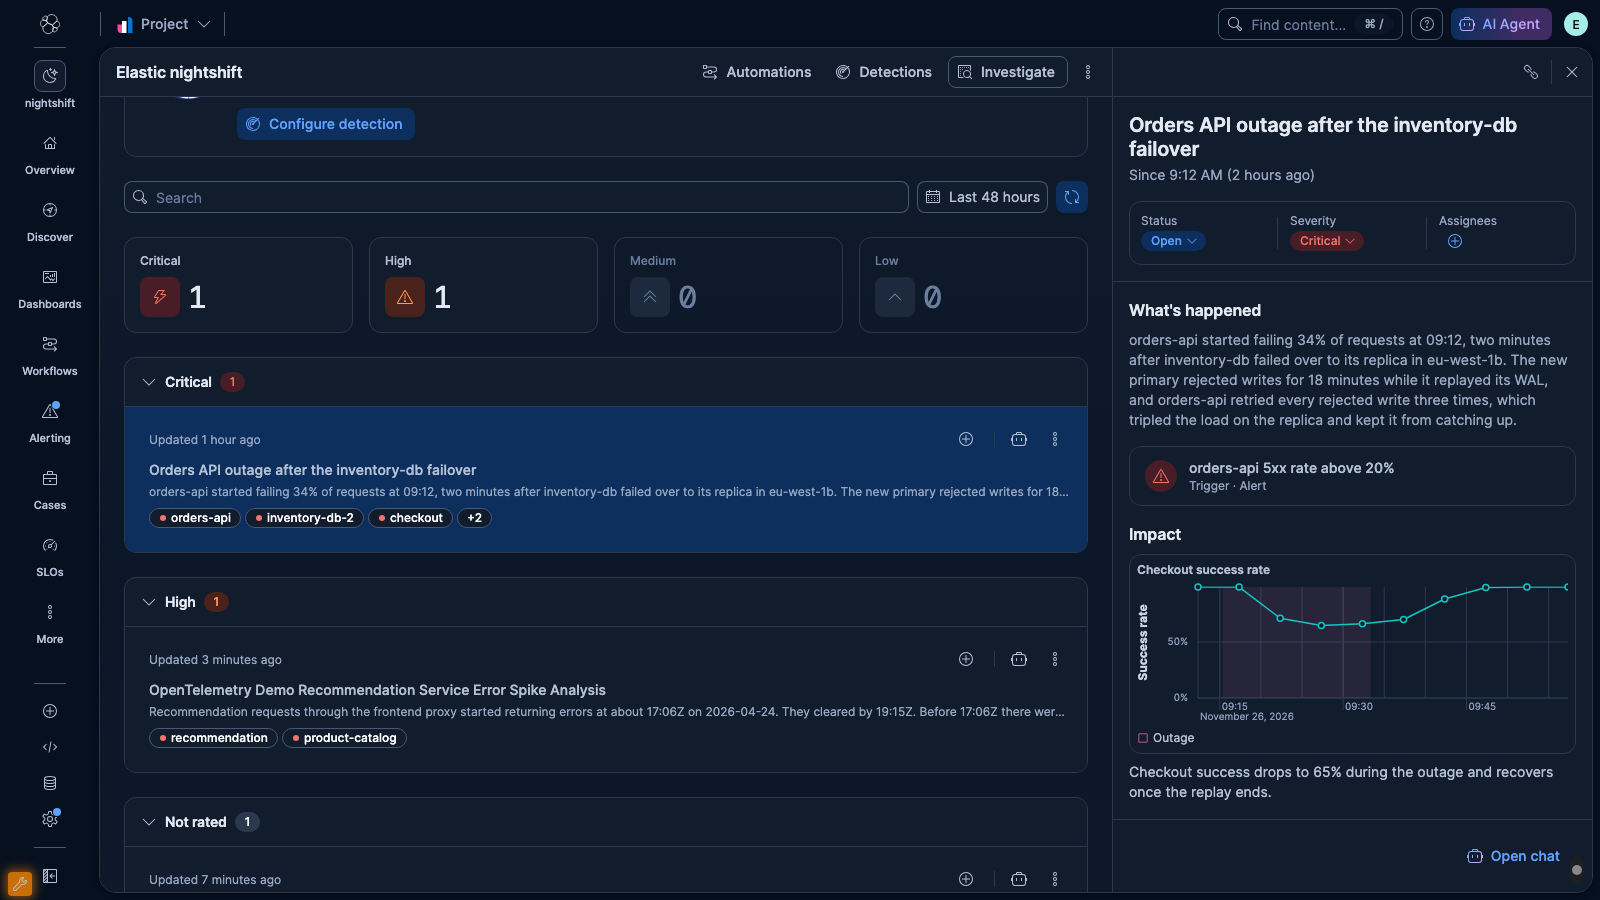 Project
Find content...
⌘ /
AI Agent
E
nightshift
Overview
Discover
Dashboards
Workflows
Alerting
Cases
SLOs
More
Elastic nightshift
Automations
Detections
Investigate
Configure detection
Search
Last 48 hours
Critical
1
High
1
Medium
0
Low
0
Critical 1
Updated 1 hour ago
Orders API outage after the inventory-db failover
orders-api started failing 34% of requests at 09:12, two minutes after inventory-db failed over to its replica in eu-west-1b. The new primary rejected writes for 18...
orders-api
inventory-db-2
checkout
+2
High 1
Updated 3 minutes ago
OpenTelemetry Demo Recommendation Service Error Spike Analysis
Recommendation requests through the frontend proxy started returning errors at about 17:06Z on 2026-04-24. They cleared by 19:15Z. Before 17:06Z there wer...
recommendation
product-catalog
Not rated 1
Updated 7 minutes ago
Orders API outage after the inventory-db
failover
Since 9:12 AM (2 hours ago)
Status
Open
Severity
Critical
Assignees
What's happened
orders-api started failing 34% of requests at 09:12, two minutes
after inventory-db failed over to its replica in eu-west-1b. The new
primary rejected writes for 18 minutes while it replayed its WAL,
and orders-api retried every rejected write three times, which
tripled the load on the replica and kept it from catching up.
orders-api 5xx rate above 20%
Trigger · Alert
Impact
Checkout success rate
Success rate
50%
0%
09:15
09:30
09:45
November 26, 2026
Outage
Checkout success drops to 65% during the outage and recovers
once the replay ends.
Open chat